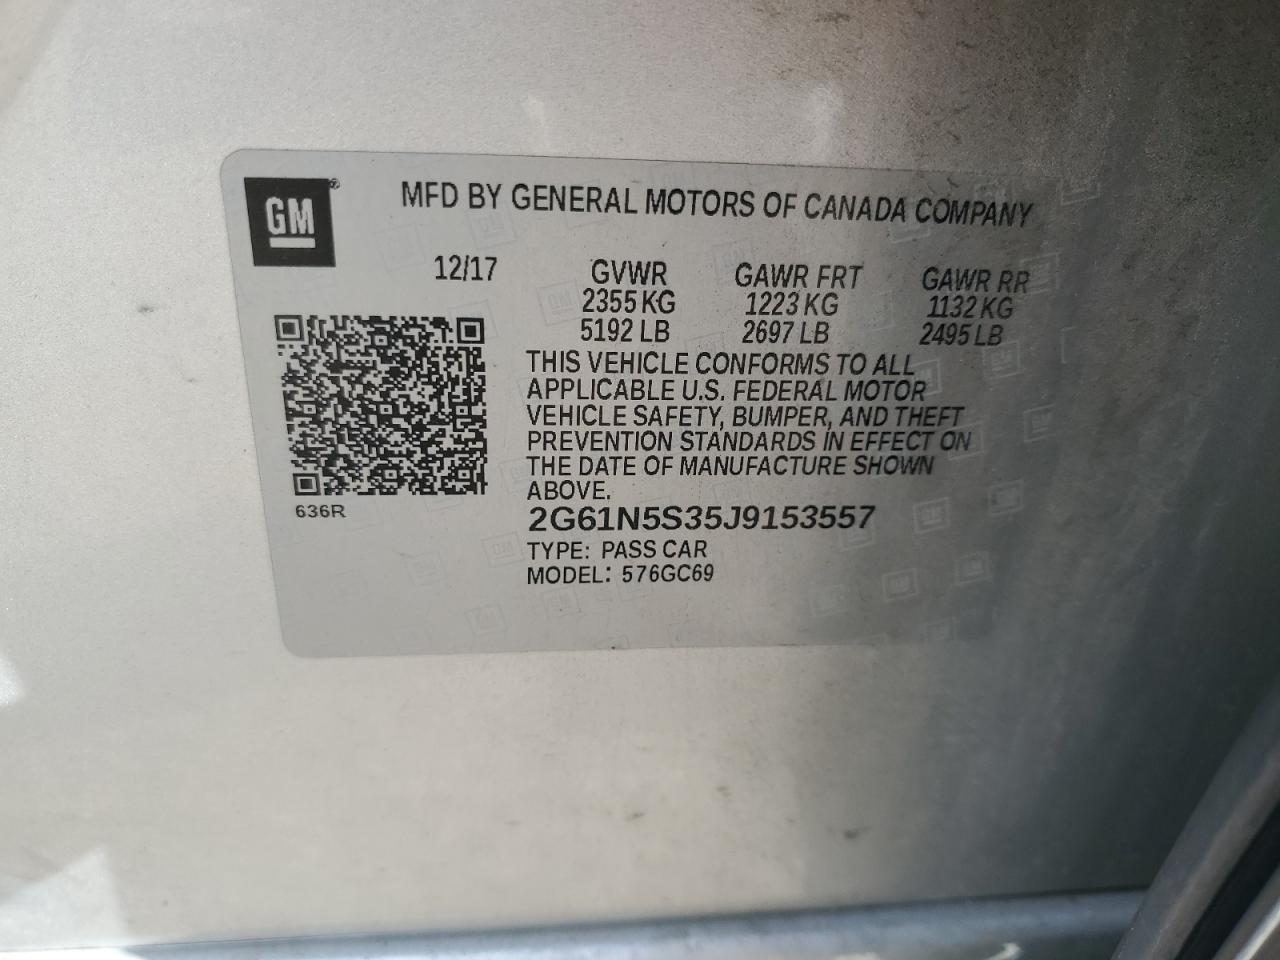 GM
MFD BY GENERAL MOTORS OF CANADA COMPANY
12/17 GVWR GAWR FRT GAWR RR
2355 KG 1223 KG 1132 KG
5192 LB 2697 LB 2495 LB
THIS VEHICLE CONFORMS TO ALL
APPLICABLE U.S. FEDERAL MOTOR
VEHICLE SAFETY, BUMPER, AND THEFT
PREVENTION STANDARDS IN EFFECT ON
THE DATE OF MANUFACTURE SHOWN
ABOVE.
636R
2G61N5S35J9153557
TYPE: PASS CAR
MODEL: 576GC69